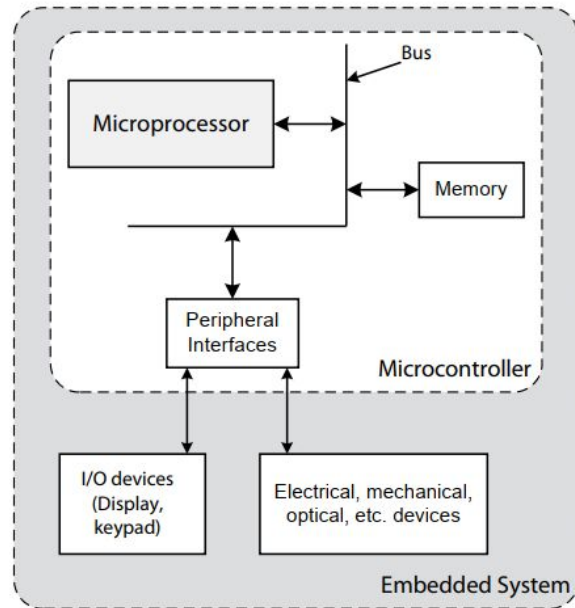 Bus
Microprocessor
Memory
Peripheral
Interfaces
Microcontroller
I/O devices
(Display,
keypad)
Electrical, mechanical,
optical, etc. devices
Embedded System